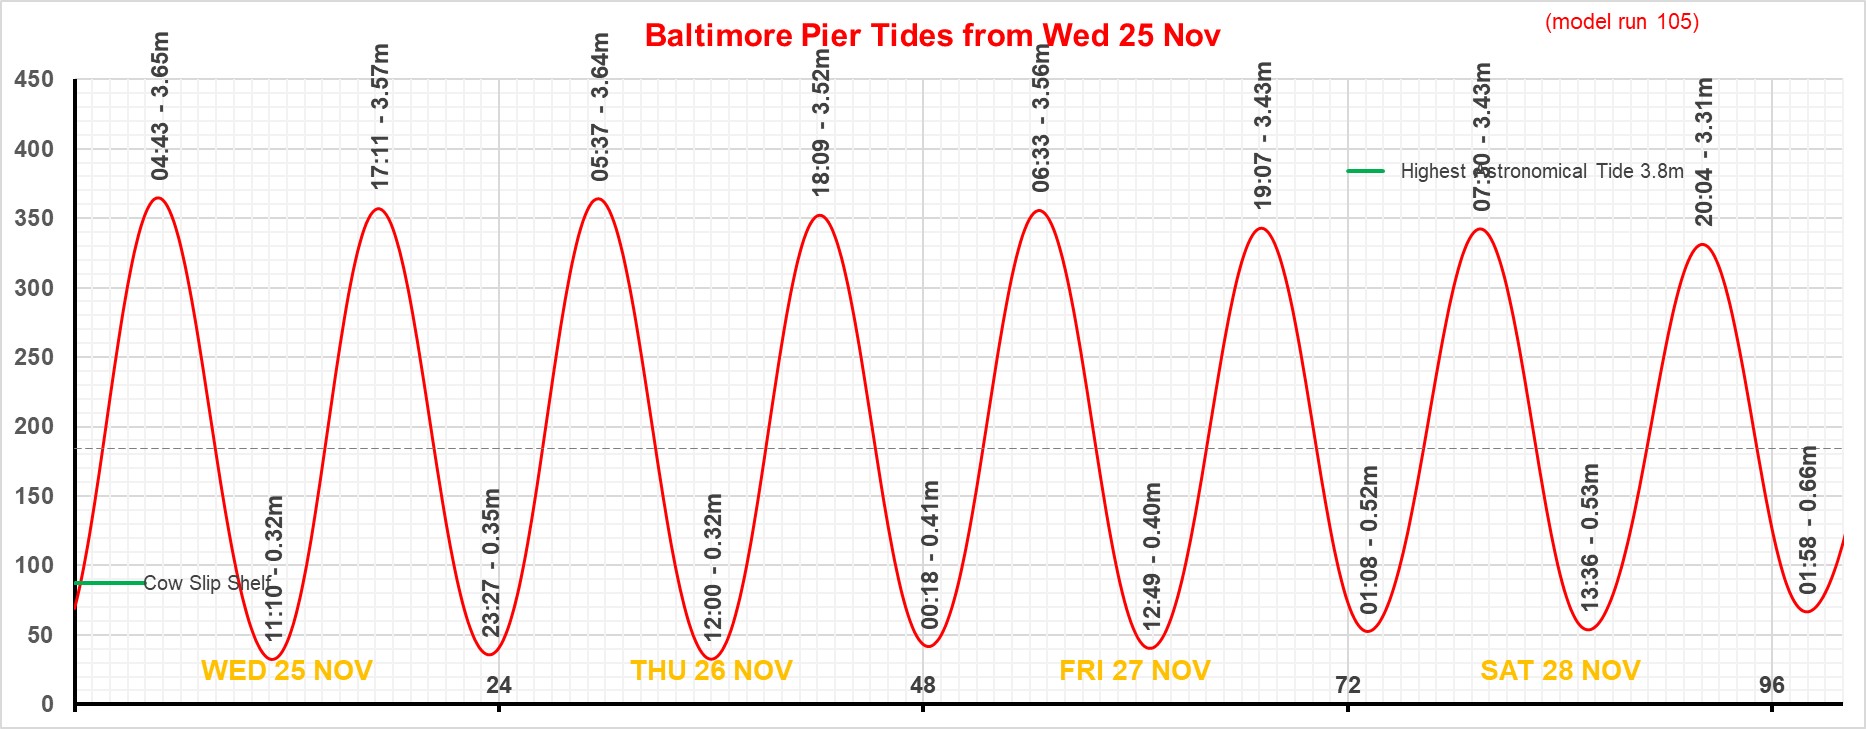 Baltimore Pier Tides from Wed 25 Nov
(model run 105)
450
400
350
300
250
200
150
100
50
0
04:43 - 3.65m
17:11 - 3.57m
05:37 - 3.64m
18:09 - 3.52m
06:33 - 3.56m
19:07 - 3.43m
3.43m
20:04 - 3.31m
Highest Astronomical Tide 3.8m
11:10 - 0.32m
23:27 - 0.35m
12:00 - 0.32m
00:18 - 0.41m
12:49 - 0.40m
01:08 - 0.52m
13:36 - 0.53m
01:58 - 0.66m
Cow Slip Shelf
WED 25 NOV
THU 26 NOV
FRI 27 NOV
SAT 28 NOV
24
48
72
96